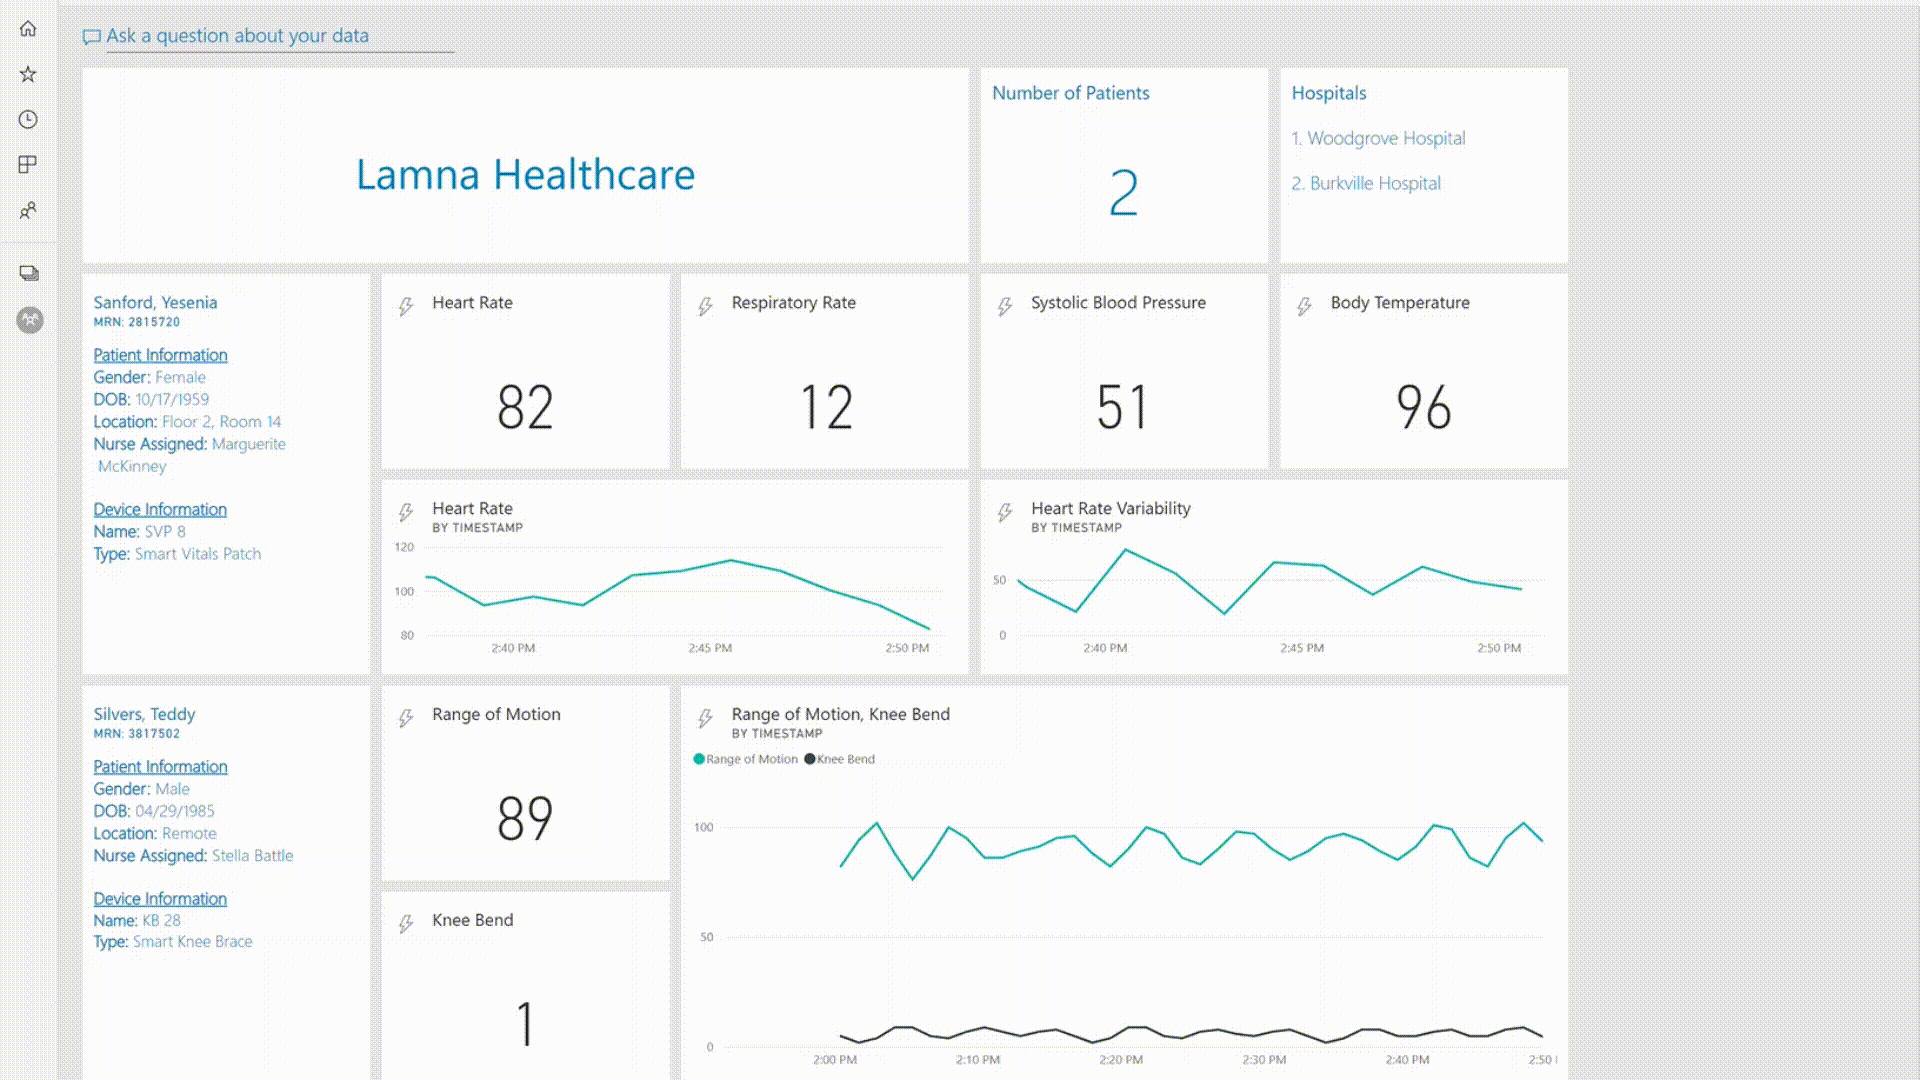 Ask a question about your data
Lamna Healthcare
Number of Patients
2
Hospitals
1. Woodgrove Hospital
2. Burkville Hospital
Sanford, Yesenia
MRN: 2815720
Patient Information
Gender: Female
DOB: 10/17/1959
Location: Floor 2, Room 14
Nurse Assigned: Marguerite
McKinney
Device Information
Name: SVP 8
Type: Smart Vitals Patch
Heart Rate
82
Respiratory Rate
12
Systolic Blood Pressure
51
Body Temperature
96
Heart Rate
BY TIMESTAMP
120
100
80
2:40 PM 2:45 PM 2:50 PM
Heart Rate Variability
BY TIMESTAMP
50
0
2:40 PM 2:45 PM 2:50 PM
Silvers, Teddy
MRN: 3817502
Patient Information
Gender: Male
DOB: 04/29/1985
Location: Remote
Nurse Assigned: Stella Battle
Device Information
Name: KB 28
Type: Smart Knee Brace
Range of Motion
89
Knee Bend
1
Range of Motion, Knee Bend
BY TIMESTAMP
Range of Motion Knee Bend
100
50
0
2:00 PM 2:10 PM 2:20 PM 2:30 PM 2:40 PM 2:50